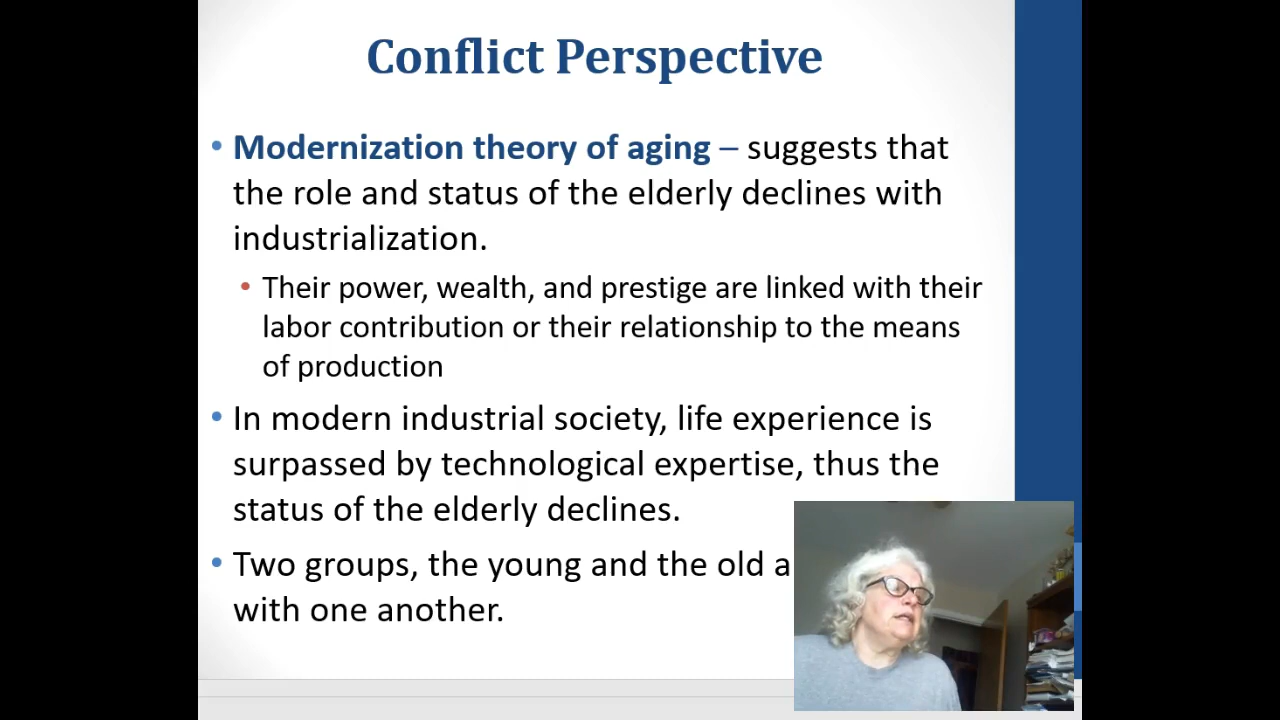 Conflict Perspective
• Modernization theory of aging – suggests that
the role and status of the elderly declines with
industrialization.
• Their power, wealth, and prestige are linked with their
labor contribution or their relationship to the means
of production
• In modern industrial society, life experience is
surpassed by technological expertise, thus the
status of the elderly declines.
• Two groups, the young and the old
with one another.